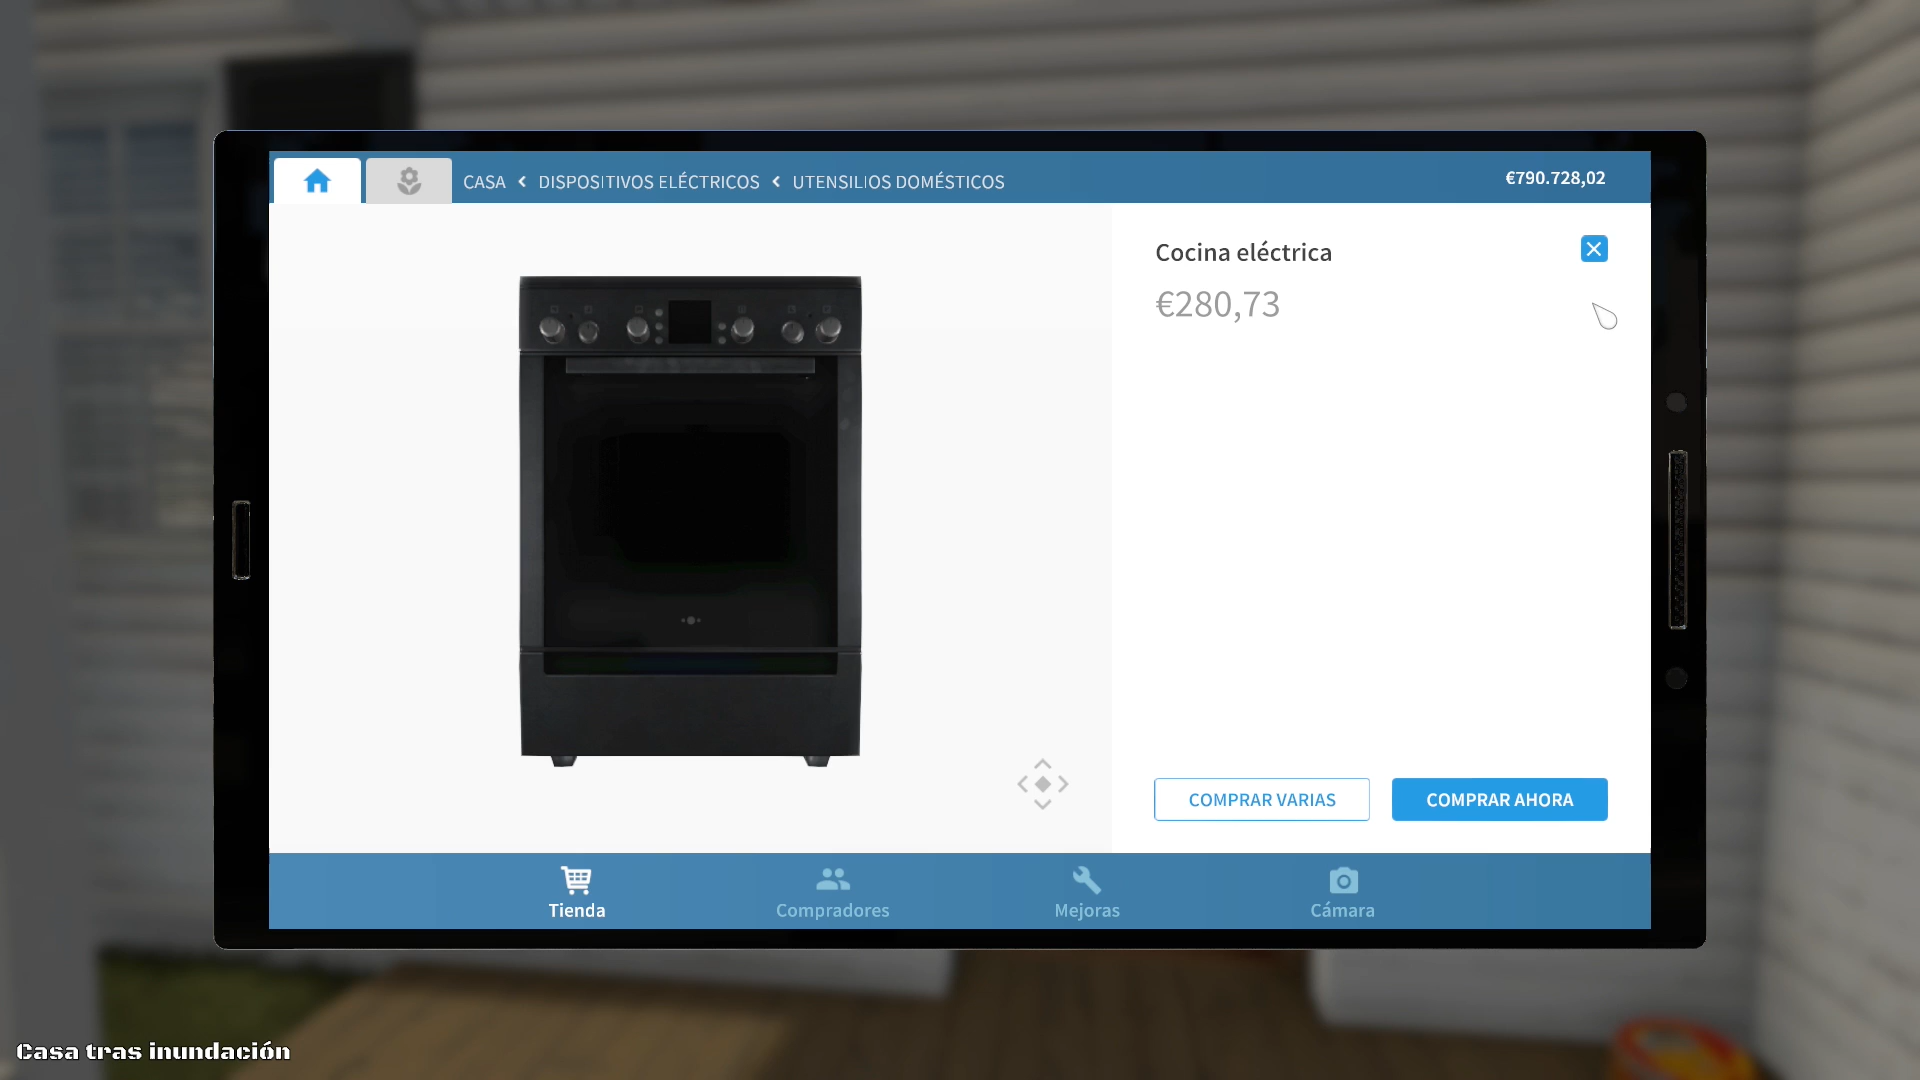 CASA < DISPOSITIVOS ELÉCTRICOS < UTENSILIOS DOMÉSTICOS
€790.728,02
Cocina eléctrica
€280,73
COMPRAR VARIAS
COMPRAR AHORA
Tienda
Compradores
Mejoras
Cámara
Casa tras inundación